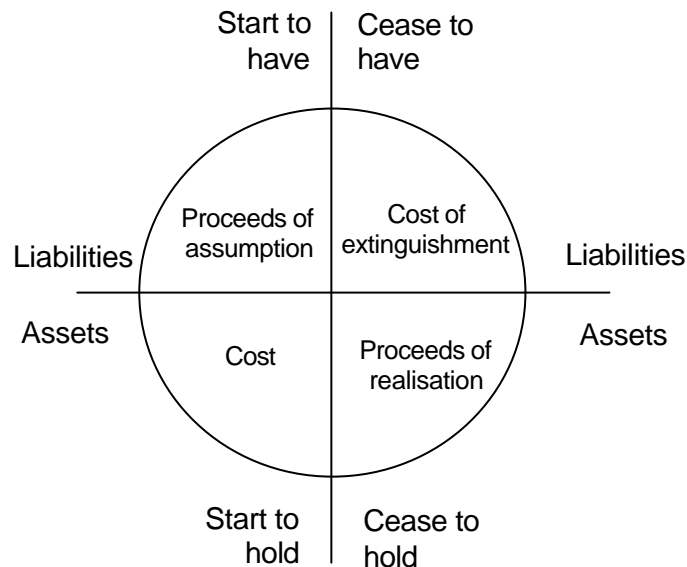 Start to
have
Cease to
have
Proceeds of
assumption
Cost of
extinguishment
Liabilities
Liabilities
Assets
Assets
Cost
Proceeds of
realisation
Start to
hold
Cease to
hold